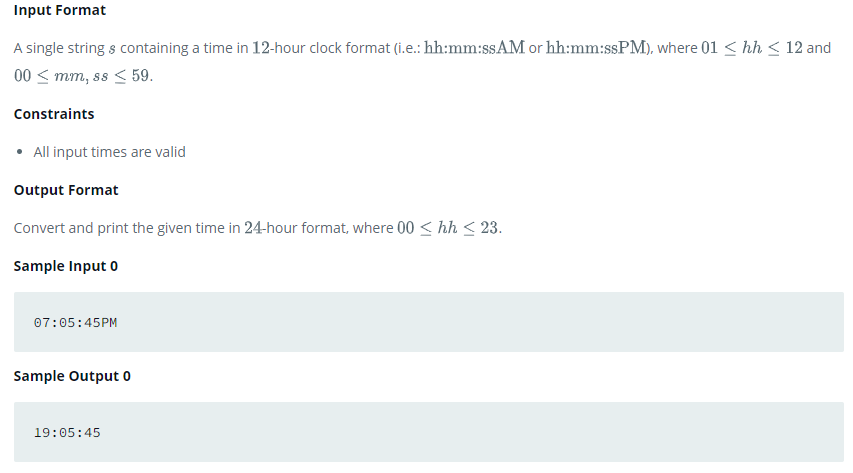 Input Format
A single string s containing a time in 12-hour clock format (i.e.: hh:mm:ssAM or hh:mm:ssPM), where 01 ≤ hh ≤ 12 and
00 ≤ mm, ss ≤ 59.
Constraints
• All input times are valid
Output Format
Convert and print the given time in 24-hour format, where 00 ≤ hh ≤ 23.
Sample Input 0
07:05:45PM
Sample Output 0
19:05:45